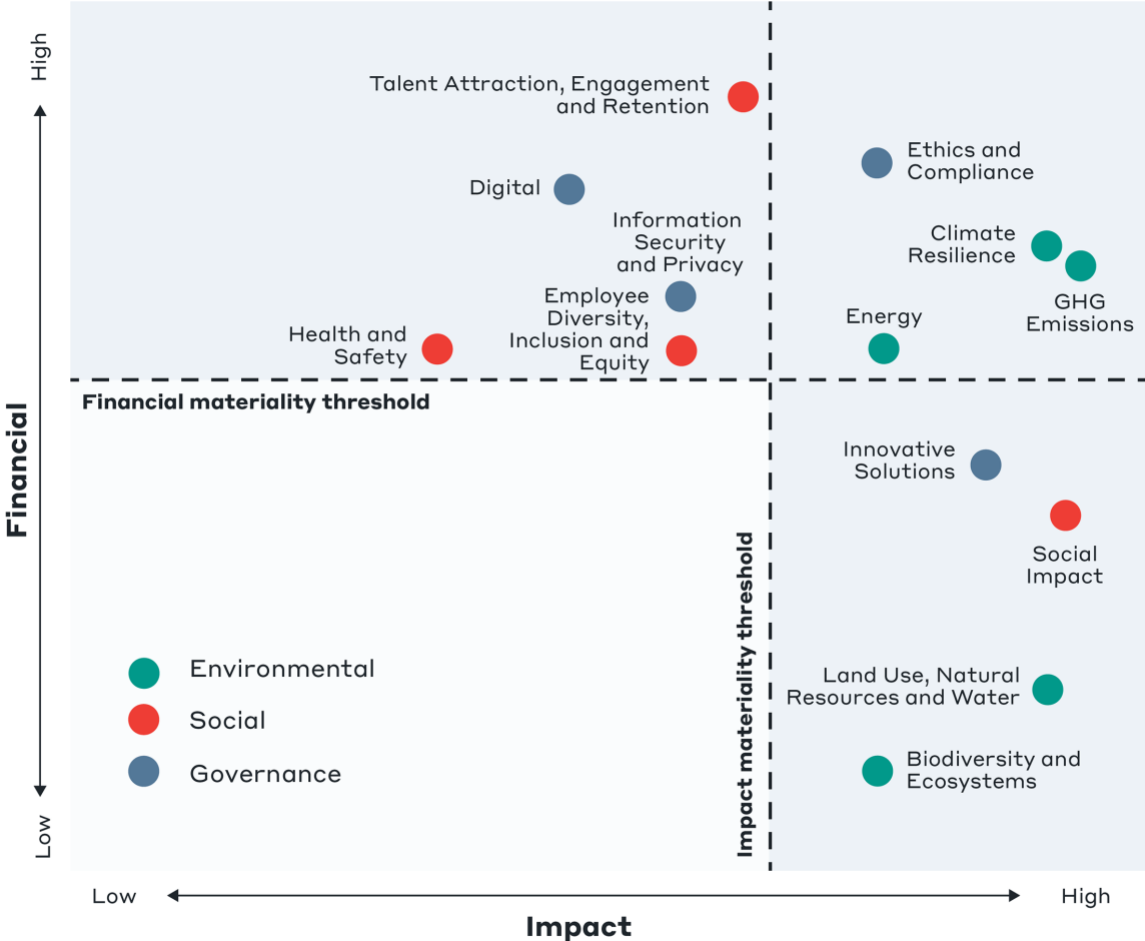 High
Talent Attraction, Engagement
and Retention
Ethics and
Compliance
Digital
Information
Security
and Privacy
Climate
Resilience
GHG
Emissions
Employee
Diversity,
Inclusion and
Equity
Energy
Health and
Safety
Financial materiality threshold
Financial
Innovative
Solutions
Social
Impact
Impact materiality threshold
Land Use, Natural
Resources and Water
Biodiversity and
Ecosystems
Environmental
Social
Governance
Low
Low
High
Impact